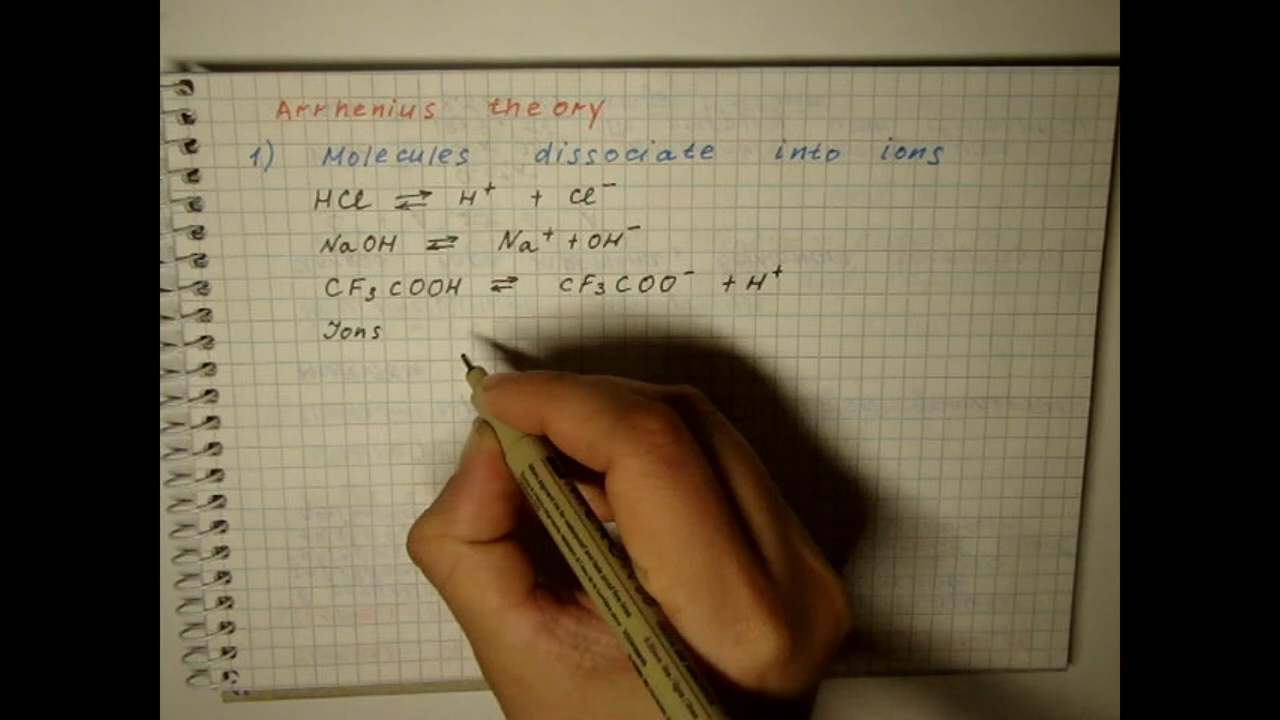 Arrhenius theory
1) Molecules dissociate into ions
HCl ⇄ H⁺ + Cl⁻
NaOH ⇄ Na⁺ + OH⁻
CF₃COOH ⇄ CF₃COO⁻ + H⁺
Ions